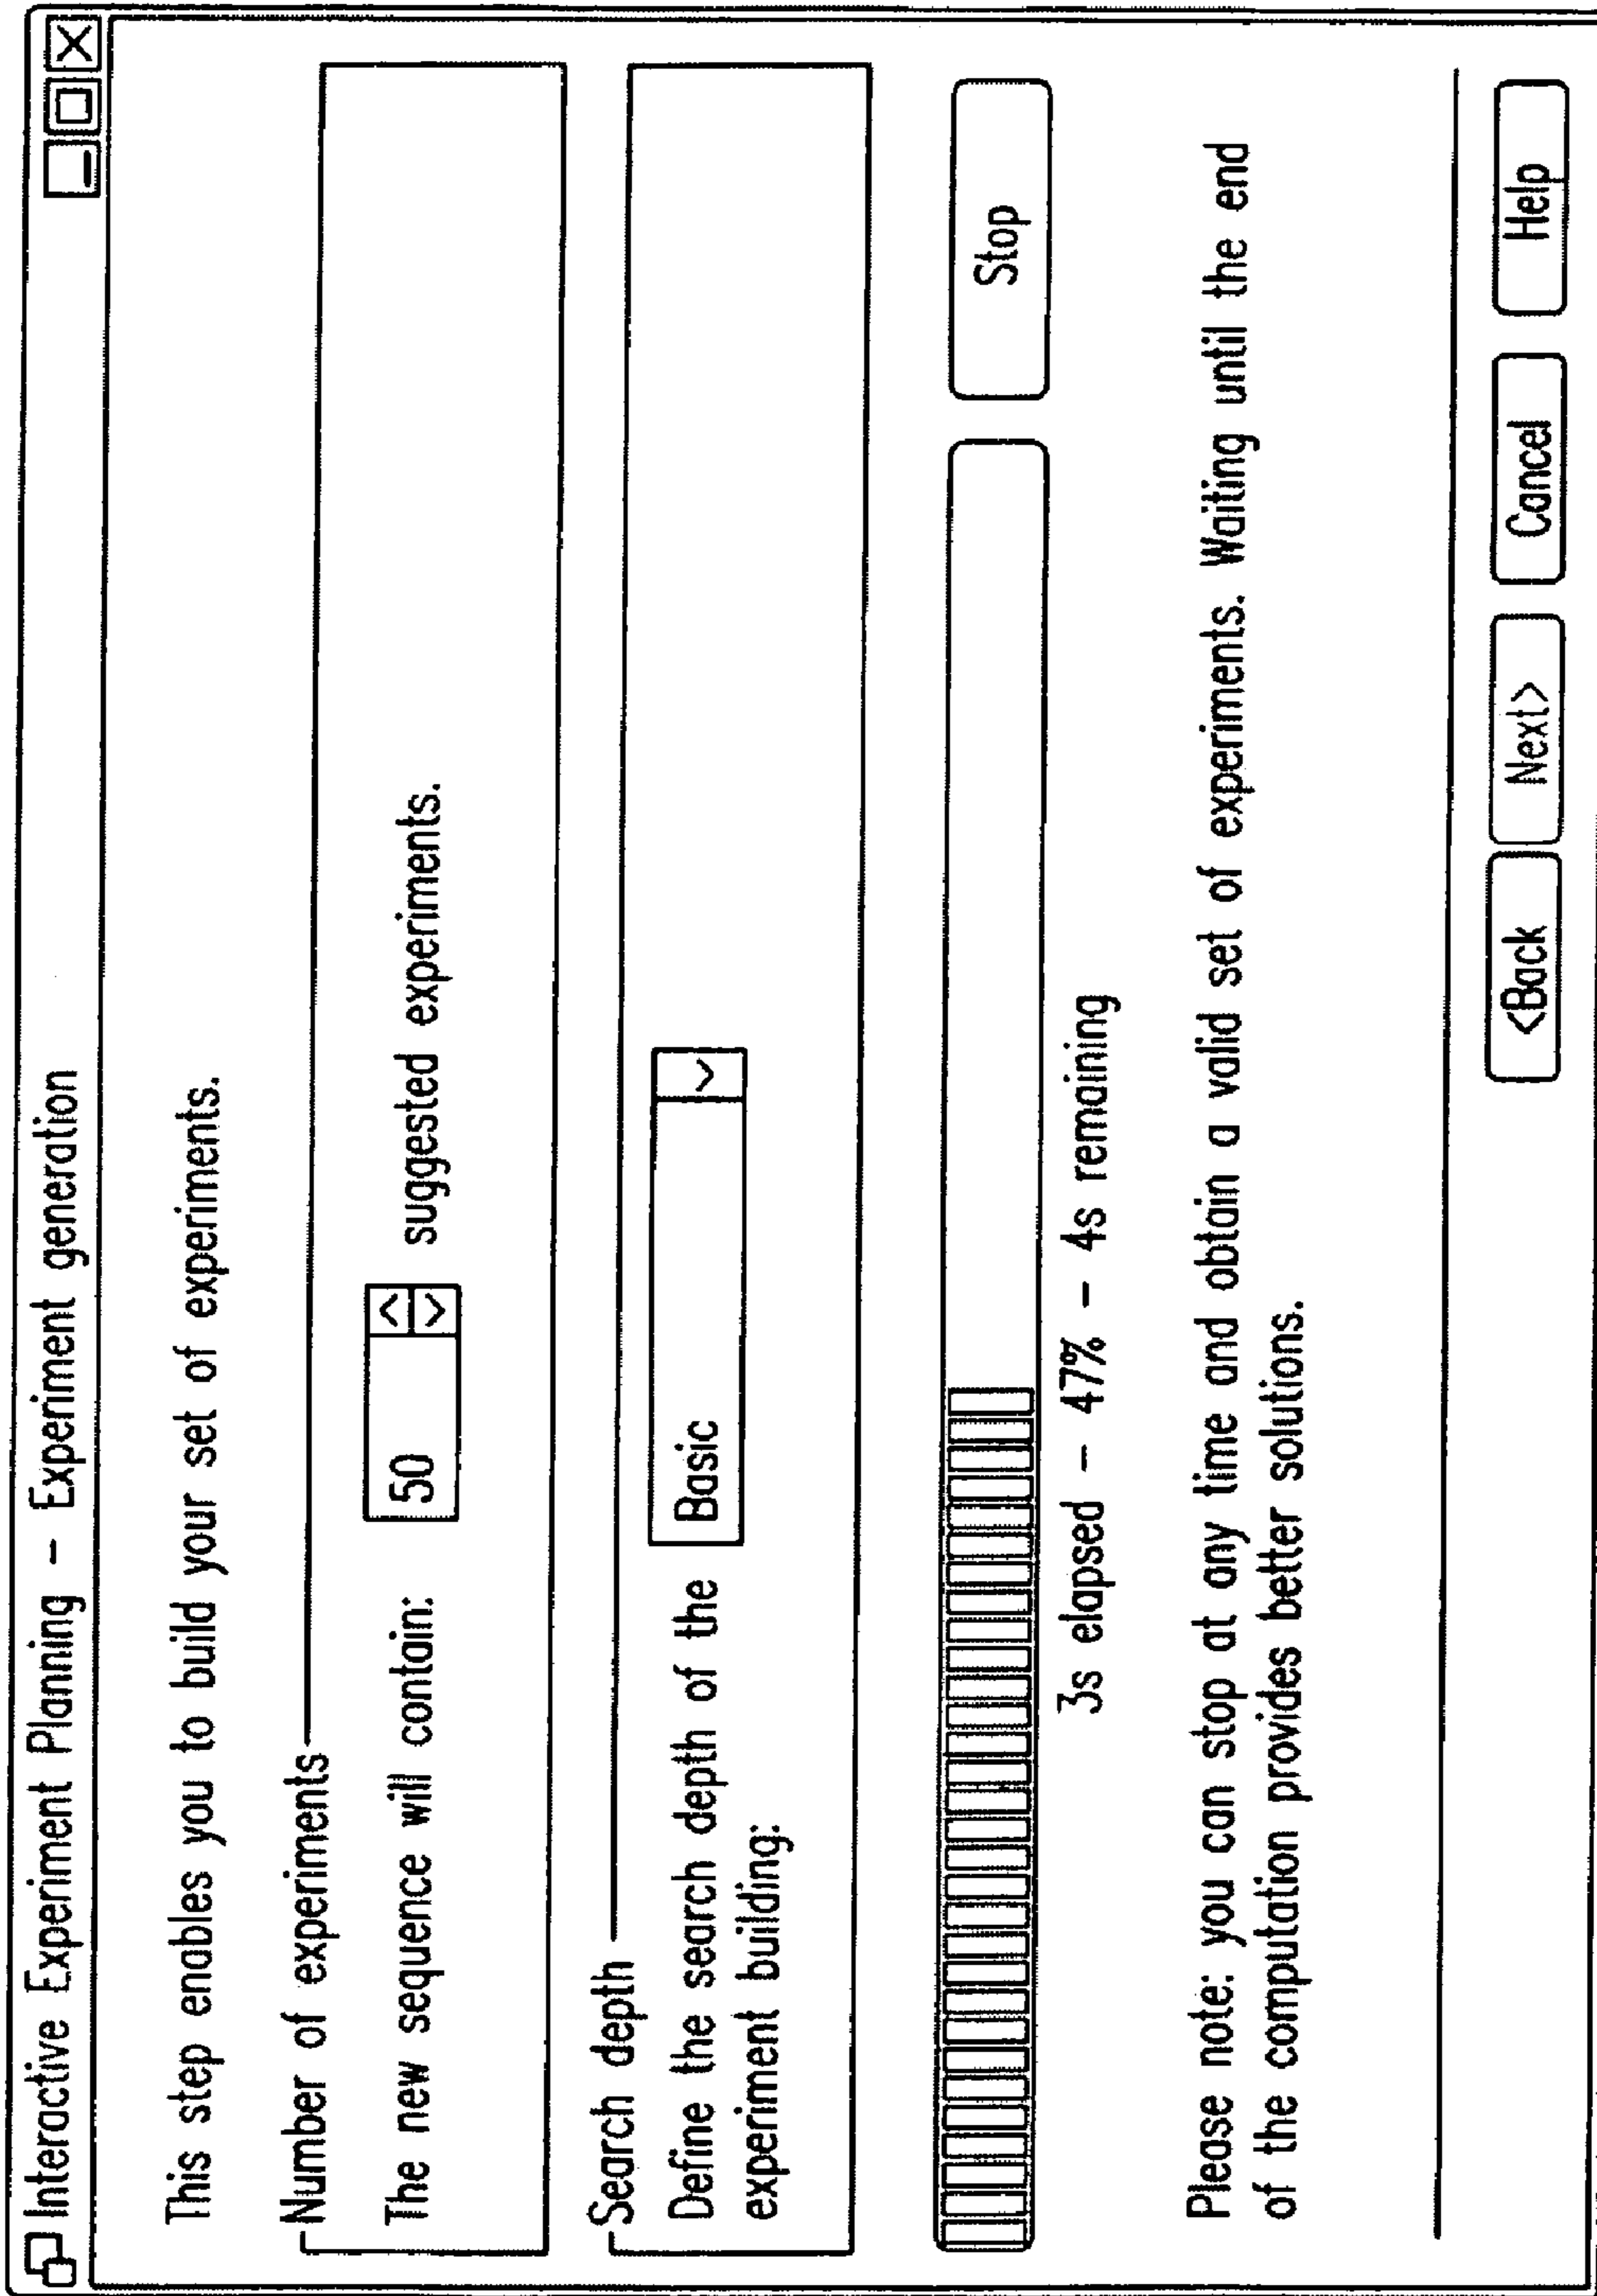 Interactive Experiment Planning – Experiment generation
This step enables you to build your set of experiments.
Number of experiments
The new sequence will contain: 50 suggested experiments.
Search depth
Define the search depth of the Basic
experiment building:
Stop
3s elapsed – 47% – 4s remaining
Please note: you can stop at any time and obtain a valid set of experiments. Waiting until the end
of the computation provides better solutions.
<Back Next> Cancel Help